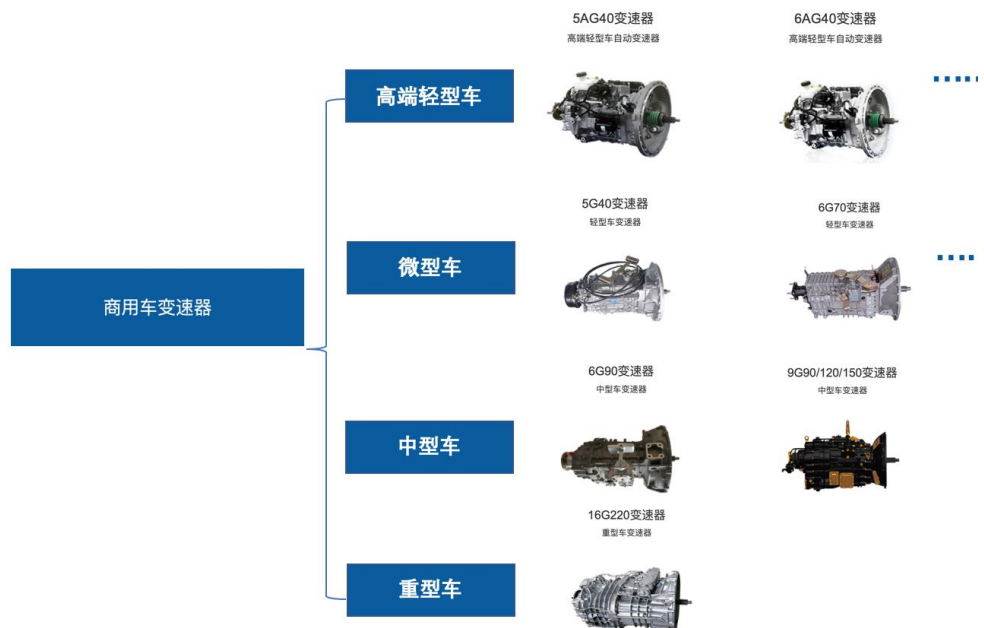 5AG40变速器
高端轻型车自动变速器
6AG40变速器
高端轻型车自动变速器
高端轻型车
5G40变速器
轻型车变速器
6G70变速器
轻型车变速器
微型车
商用车变速器
6G90变速器
中型车变速器
9G90/120/150变速器
中型车变速器
中型车
16G220变速器
重型车变速器
重型车